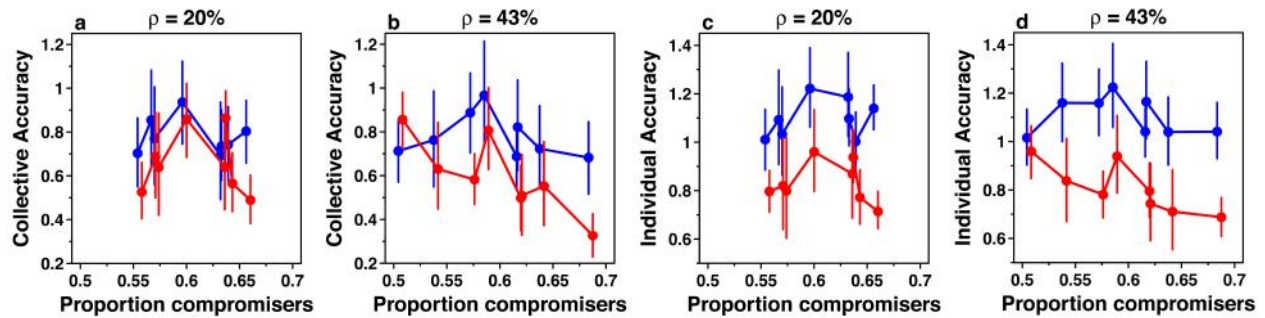 a ρ = 20%
Collective Accuracy
1.2
1
0.8
0.6
0.4
0.2
0.5 0.55 0.6 0.65 0.7
Proportion compromisers
b ρ = 43%
Collective Accuracy
1.2
1
0.8
0.6
0.4
0.2
0.5 0.55 0.6 0.65 0.7
Proportion compromisers
c ρ = 20%
Individual Accuracy
1.4
1.2
1
0.8
0.6
0.5 0.55 0.6 0.65 0.7
Proportion compromisers
d ρ = 43%
Individual Accuracy
1.4
1.2
1
0.8
0.6
0.5 0.55 0.6 0.65 0.7
Proportion compromisers